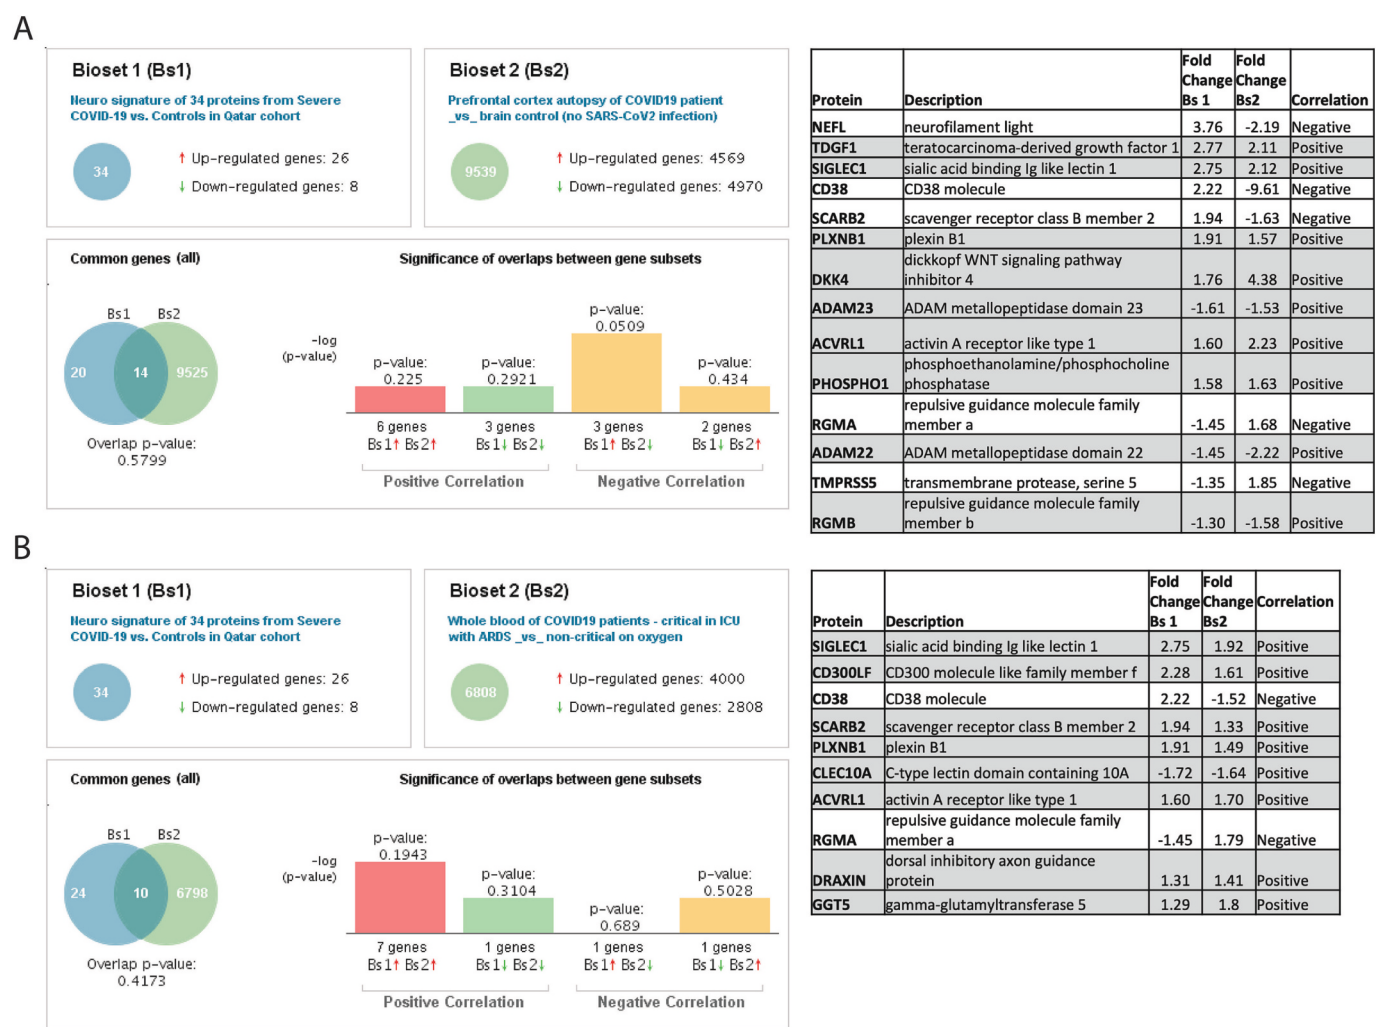 A
Bioset 1 (Bs1)
Neuro signature of 34 proteins from Severe
COVID-19 vs. Controls in Qatar cohort
34
↑ Up-regulated genes: 26
↓ Down-regulated genes: 8
Bioset 2 (Bs2)
Prefrontal cortex autopsy of COVID19 patient
_vs_ brain control (no SARS-CoV2 infection)
9539
↑ Up-regulated genes: 4569
↓ Down-regulated genes: 4970
Common genes (all)
Bs1 Bs2
20 14 9525
Overlap p-value:
0.5799
Significance of overlaps between gene subsets
-log
(p-value)
p-value:
0.225
p-value:
0.2921
p-value:
0.0509
p-value:
0.434
6 genes
Bs1↑ Bs2↑
3 genes
Bs1↓ Bs2↓
3 genes
Bs1↑ Bs2↓
2 genes
Bs1↓ Bs2↑
Positive Correlation
Negative Correlation
Protein Description Fold Change Bs 1 Fold Change Bs2 Correlation
NEFL neurofilament light 3.76 -2.19 Negative
TDGF1 teratocarcinoma-derived growth factor 1 2.77 2.11 Positive
SIGLEC1 sialic acid binding Ig like lectin 1 2.75 2.12 Positive
CD38 CD38 molecule 2.22 -9.61 Negative
SCARB2 scavenger receptor class B member 2 1.94 -1.63 Negative
PLXNB1 plexin B1 1.91 1.57 Positive
dickkopf WNT signaling pathway
DKK4 inhibitor 4 1.76 4.38 Positive
ADAM23 ADAM metallopeptidase domain 23 -1.61 -1.53 Positive
ACVRL1 activin A receptor like type 1 1.60 2.23 Positive
phosphoethanolamine/phosphocholine
PHOSPHO1 phosphatase 1.58 1.63 Positive
repulsive guidance molecule family
RGMA member a -1.45 1.68 Negative
ADAM22 ADAM metallopeptidase domain 22 -1.45 -2.22 Positive
TMPRSS5 transmembrane protease, serine 5 -1.35 1.85 Negative
repulsive guidance molecule family
RGMB member b -1.30 -1.58 Positive
B
Bioset 1 (Bs1)
Neuro signature of 34 proteins from Severe
COVID-19 vs. Controls in Qatar cohort
34
↑ Up-regulated genes: 26
↓ Down-regulated genes: 8
Bioset 2 (Bs2)
Whole blood of COVID19 patients - critical in ICU
with ARDS _vs_ non-critical on oxygen
6808
↑ Up-regulated genes: 4000
↓ Down-regulated genes: 2808
Common genes (all)
Bs1 Bs2
24 10 6798
Overlap p-value:
0.4173
Significance of overlaps between gene subsets
-log
(p-value)
p-value:
0.1943
p-value:
0.3104
p-value:
0.689
p-value:
0.5028
7 genes
Bs1↑ Bs2↑
1 genes
Bs1↓ Bs2↓
1 genes
Bs1↑ Bs2↓
1 genes
Bs1↓ Bs2↑
Positive Correlation
Negative Correlation
Protein Description Fold Change Bs 1 Fold Change Bs2 Correlation
SIGLEC1 sialic acid binding Ig like lectin 1 2.75 1.92 Positive
CD300LF CD300 molecule like family member f 2.28 1.61 Positive
CD38 CD38 molecule 2.22 -1.52 Negative
SCARB2 scavenger receptor class B member 2 1.94 1.33 Positive
PLXNB1 plexin B1 1.91 1.49 Positive
CLEC10A C-type lectin domain containing 10A -1.72 -1.64 Positive
ACVRL1 activin A receptor like type 1 1.60 1.70 Positive
repulsive guidance molecule family
RGMA member a -1.45 1.79 Negative
dorsal inhibitory axon guidance
DRAXIN protein 1.31 1.41 Positive
GGT5 gamma-glutamyltransferase 5 1.29 1.8 Positive